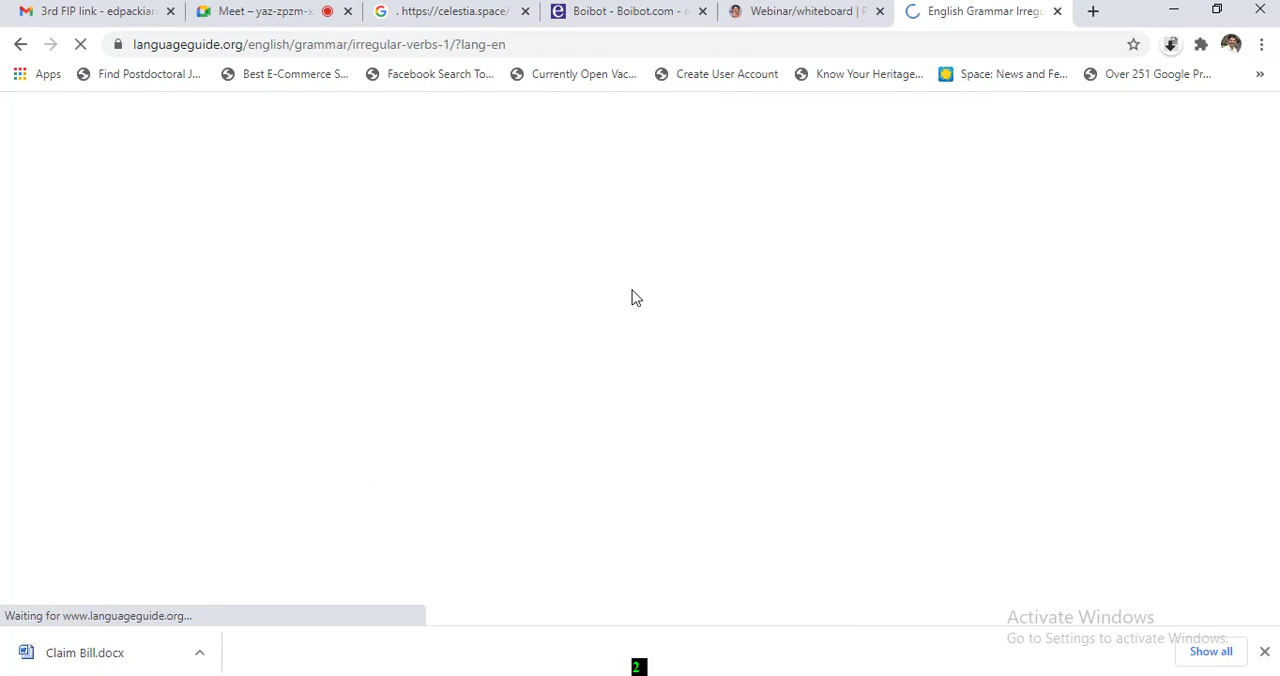 3rd FIP link - edpackiar
Meet – yaz-zpzm-x
. https://celestia.space/
Boibot - Boibot.com - m
Webinar/whiteboard | P
English Grammar Irregu
languageguide.org/english/grammar/irregular-verbs-1/?lang-en
Apps
Find Postdoctoral J...
Best E-Commerce S...
Facebook Search To...
Currently Open Vac...
Create User Account
Know Your Heritage...
Space: News and Fe...
Over 251 Google Pr...
»
Waiting for www.languageguide.org...
Activate Windows
Go to Settings to activate Windows.
Claim Bill.docx
Show all
2